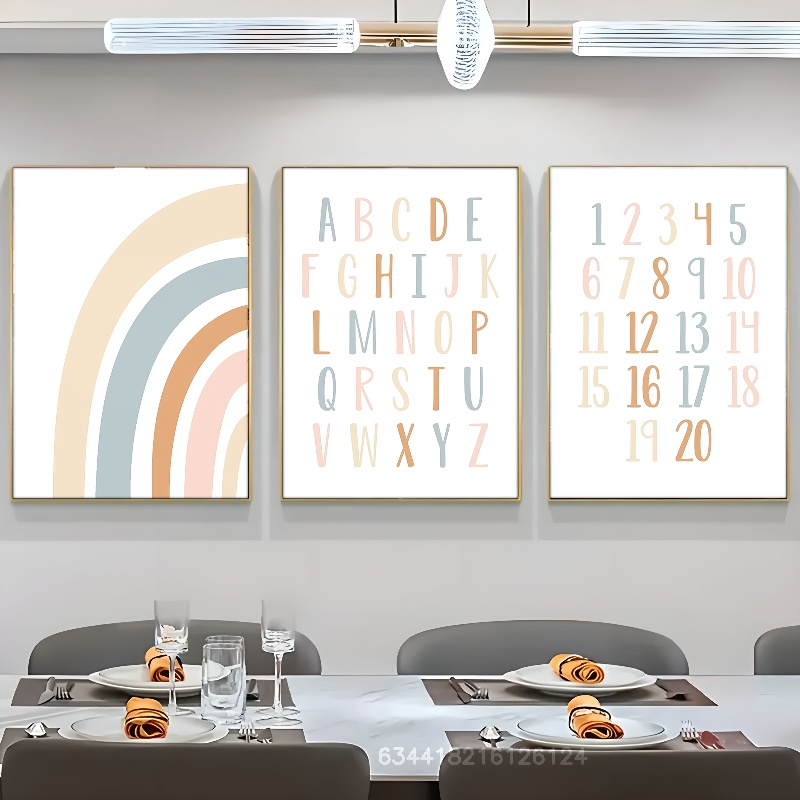 A B C D E
F G H I J K
L M N O P
Q R S T U
V W X Y Z
1 2 3 4 5
6 7 8 9 10
11 12 13 14
15 16 17 18
19 20
634418216126124